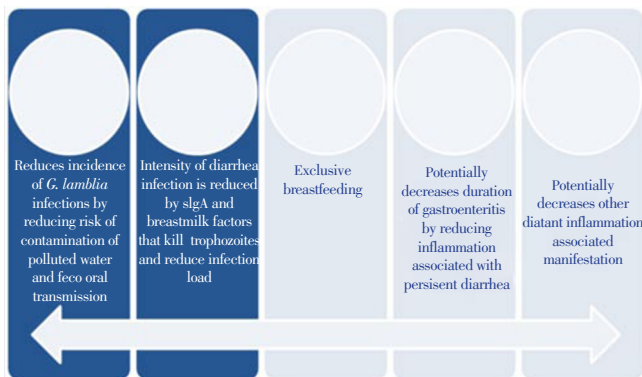 Reduces incidence
of G. lamblia
infections by
reducing risk of
contamination of
polluted water
and feco oral
transmission
Intensity of diarrhea
infection is reduced
by sIgA and
breastmilk factors
that kill trophozoites
and reduce infection
load
Exclusive
breastfeeding
Potentially
decreases duration
of gastroenteritis
by reducing
inflammation
associated with
persisent diarrhea
Potentially
decreases other
diatant inflammation
associated
manifestation